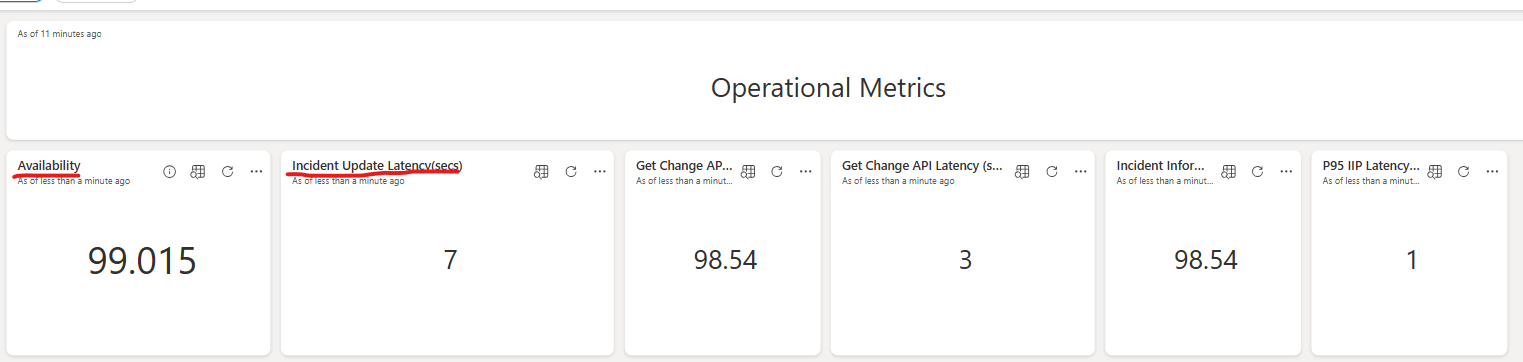 As of 11 minutes ago
Operational Metrics
Availability
As of less than a minute ago
99.015
Incident Update Latency(secs)
As of less than a minute ago
7
Get Change AP...
As of less than a minut...
98.54
Get Change API Latency (s...
As of less than a minute ago
3
Incident Infor...
As of less than a minut...
98.54
P95 IIP Latency...
As of less than a minut...
1